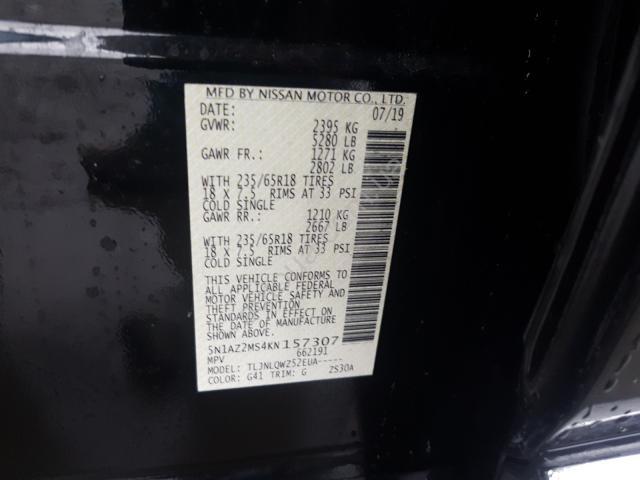 MFD BY NISSAN MOTOR CO., LTD.
DATE: 07/19
GVWR: 2395 KG
5280 LB
GAWR FR.: 1271 KG
2802 LB
WITH 235/65R18 TIRES
18 X 7.5 RIMS AT 33 PSI
COLD SINGLE
GAWR RR.: 1210 KG
2667 LB
WITH 235/65R18 TIRES
18 X 7.5 RIMS AT 33 PSI
COLD SINGLE
THIS VEHICLE CONFORMS TO
ALL APPLICABLE FEDERAL
MOTOR VEHICLE SAFETY AND
THEFT PREVENTION
STANDARDS IN EFFECT ON
THE DATE OF MANUFACTURE
SHOWN ABOVE.
5N1AZ2MS4KN157307
MPV 662191
MODEL: TLJNLQWZ52EUA-----
COLOR: G41 TRIM: G ZS30A